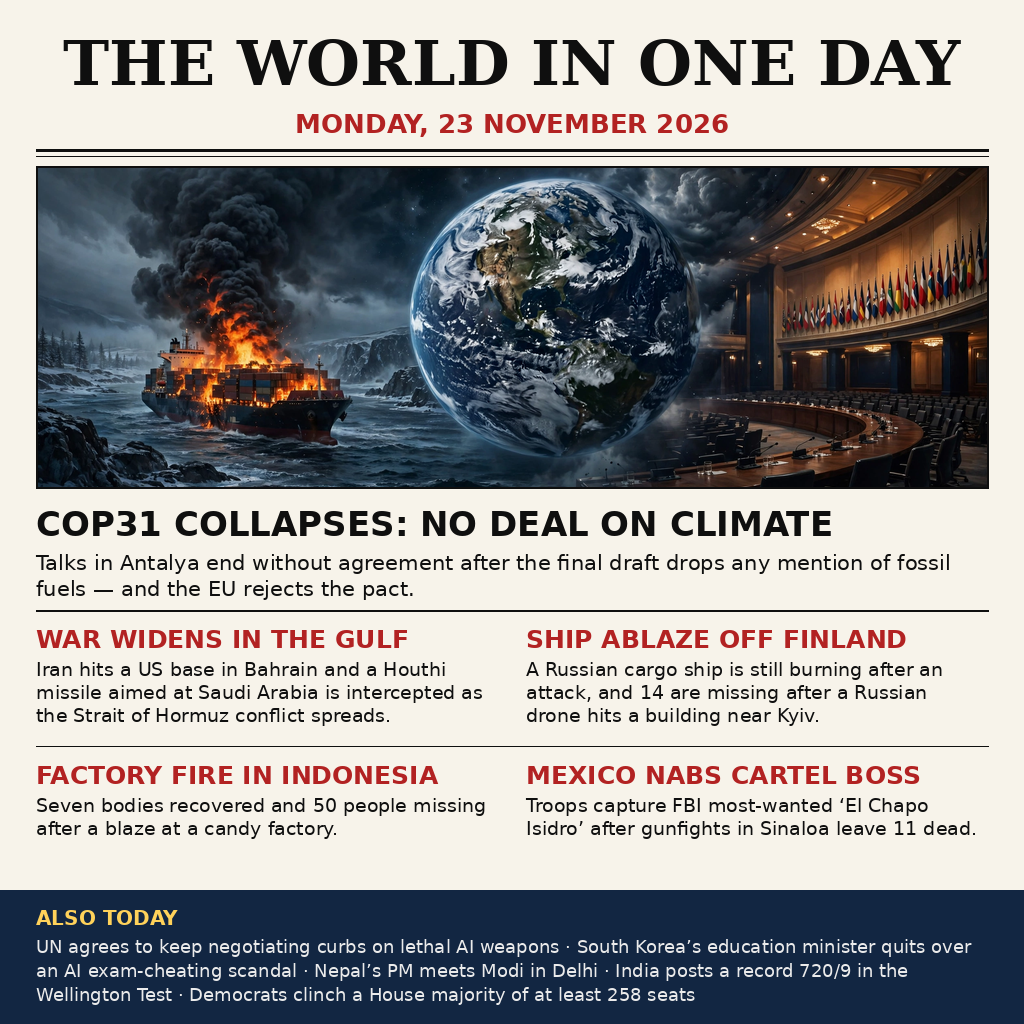 THE WORLD IN ONE DAY
MONDAY, 23 NOVEMBER 2026
COP31 COLLAPSES: NO DEAL ON CLIMATE
Talks in Antalya end without agreement after the final draft drops any mention of fossil
fuels — and the EU rejects the pact.
WAR WIDENS IN THE GULF
Iran hits a US base in Bahrain and a Houthi
missile aimed at Saudi Arabia is intercepted as
the Strait of Hormuz conflict spreads.
SHIP ABLAZE OFF FINLAND
A Russian cargo ship is still burning after an
attack, and 14 are missing after a Russian
drone hits a building near Kyiv.
FACTORY FIRE IN INDONESIA
Seven bodies recovered and 50 people missing
after a blaze at a candy factory.
MEXICO NABS CARTEL BOSS
Troops capture FBI most-wanted ‘El Chapo
Isidro’ after gunfights in Sinaloa leave 11 dead.
ALSO TODAY
UN agrees to keep negotiating curbs on lethal AI weapons · South Korea’s education minister quits over
an AI exam-cheating scandal · Nepal’s PM meets Modi in Delhi · India posts a record 720/9 in the
Wellington Test · Democrats clinch a House majority of at least 258 seats